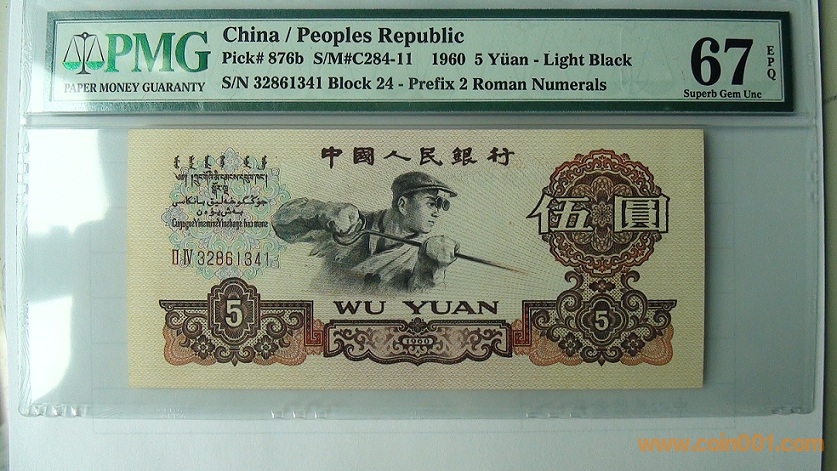 PMG
PAPER MONEY GUARANTY
China / Peoples Republic
Pick# 876b S/M#C284-11 1960 5 Yüan - Light Black
S/N 32861341 Block 24 - Prefix 2 Roman Numerals
67
EPQ
Superb Gem Unc
中國人民銀行
伍圓
II IV 32861341
WU YUAN
5
1960
5
www.coin001.com